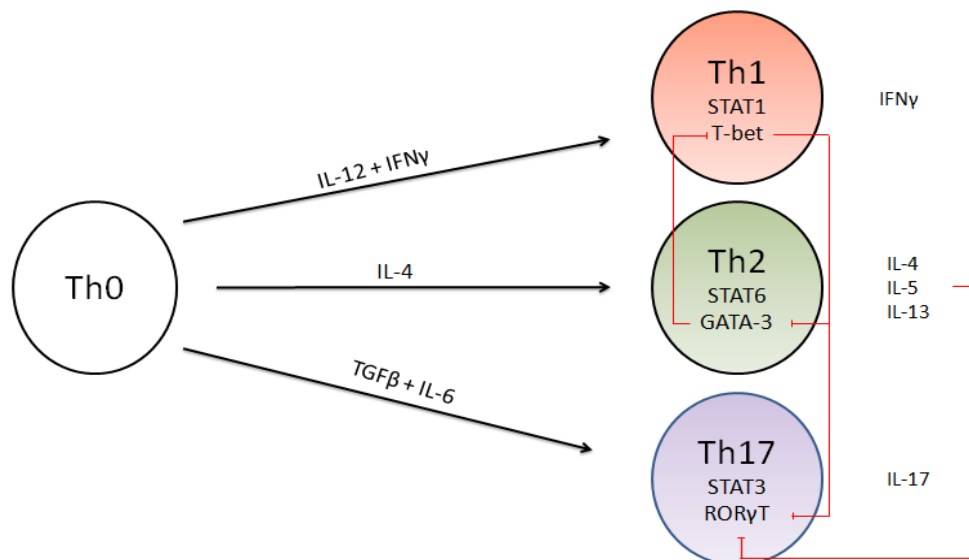 Th1
STAT1
T-bet
IFNγ
IL-12 + IFNγ
Th0
IL-4
Th2
STAT6
GATA-3
IL-4
IL-5
IL-13
TGFβ + IL-6
Th17
STAT3
RORγT
IL-17